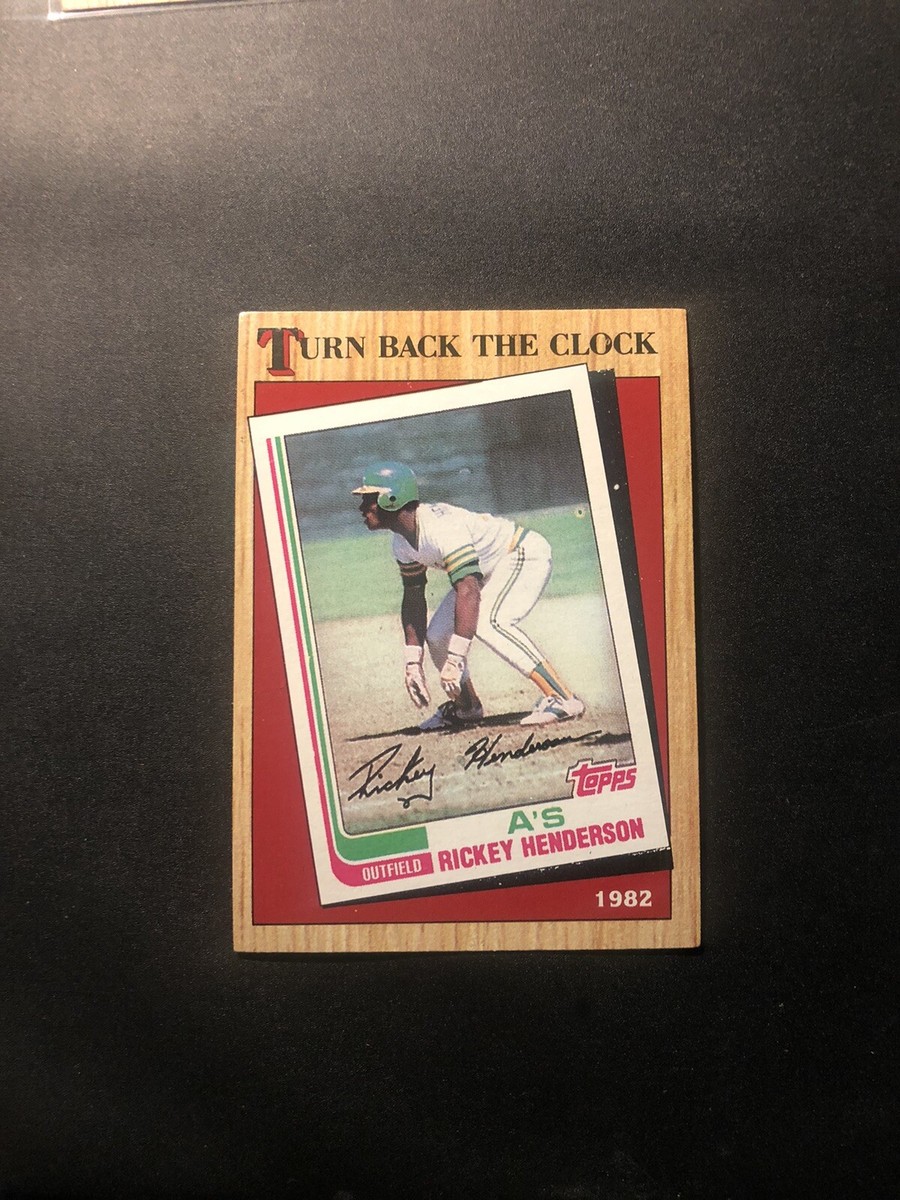 TURN BACK THE CLOCK
Rickey Henderson
topps
A'S
OUTFIELD RICKEY HENDERSON
1982